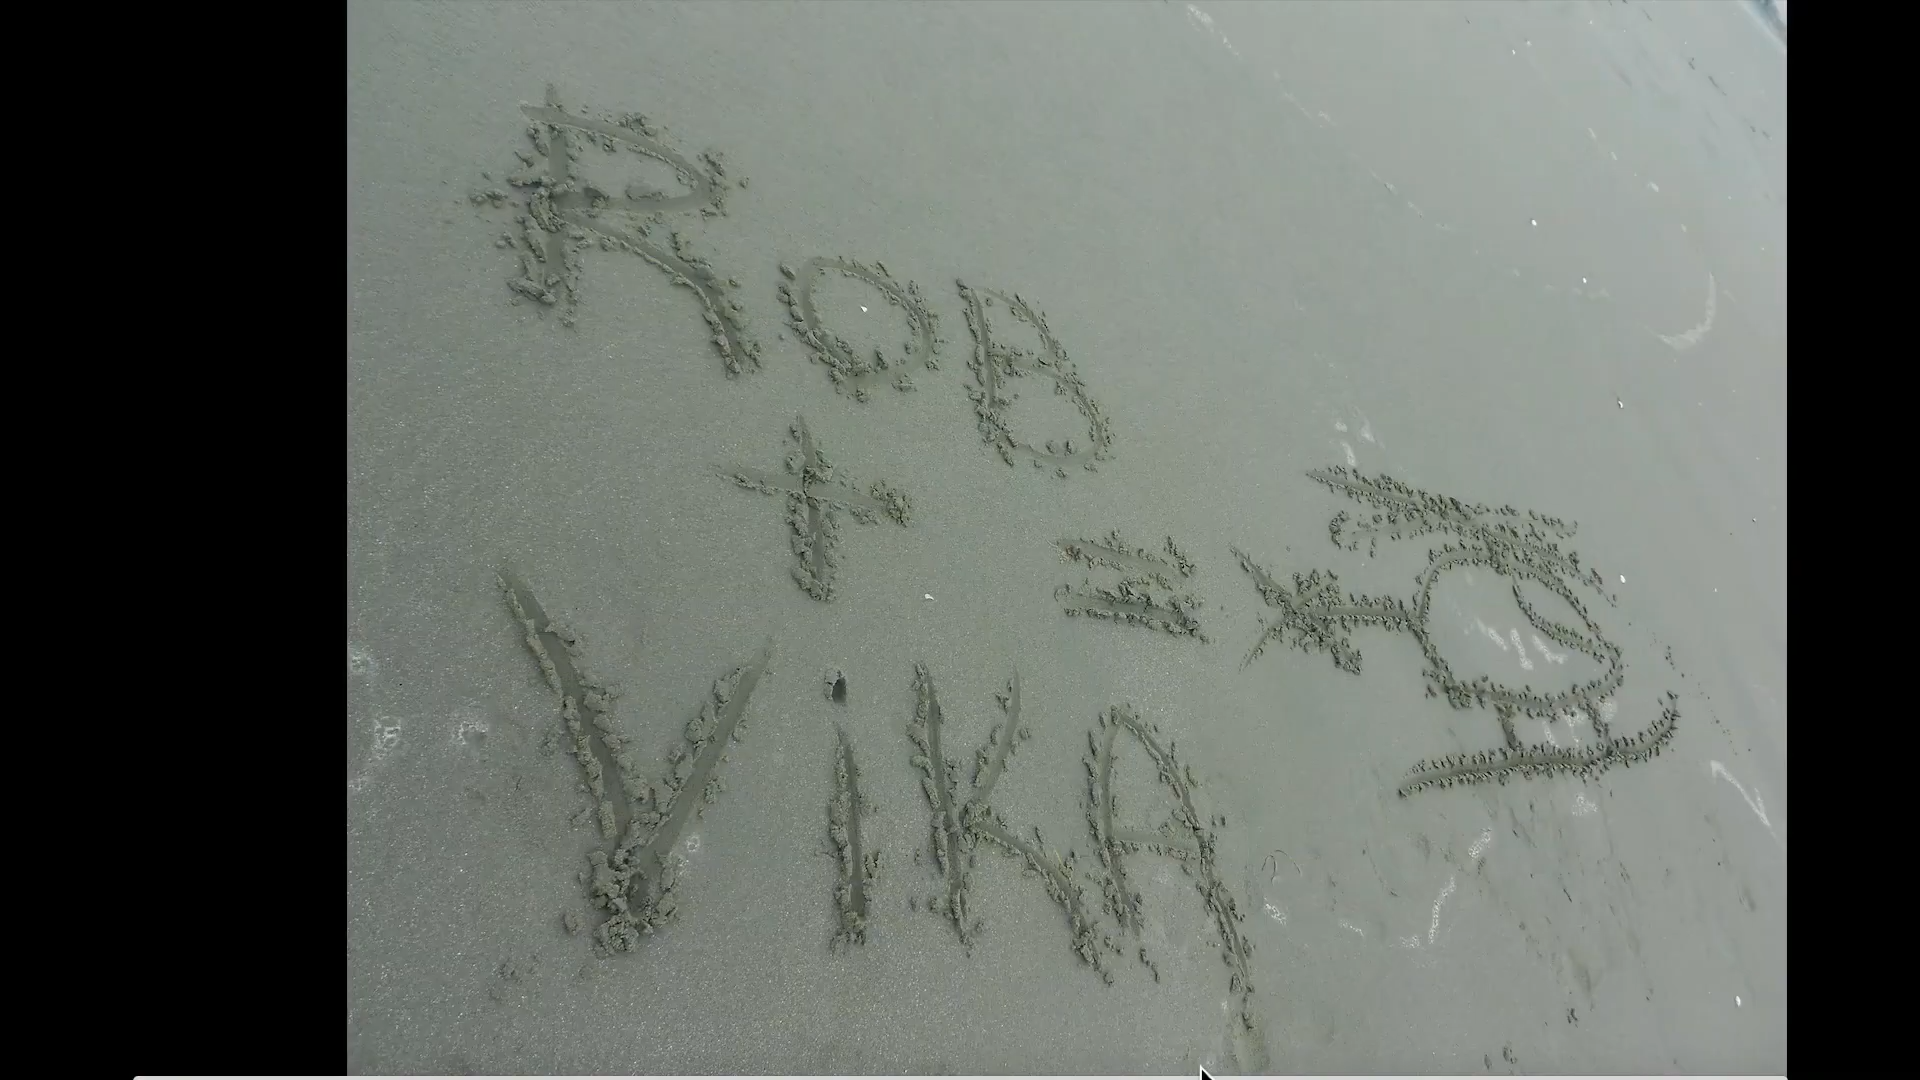 ROB
+ =
ViKA